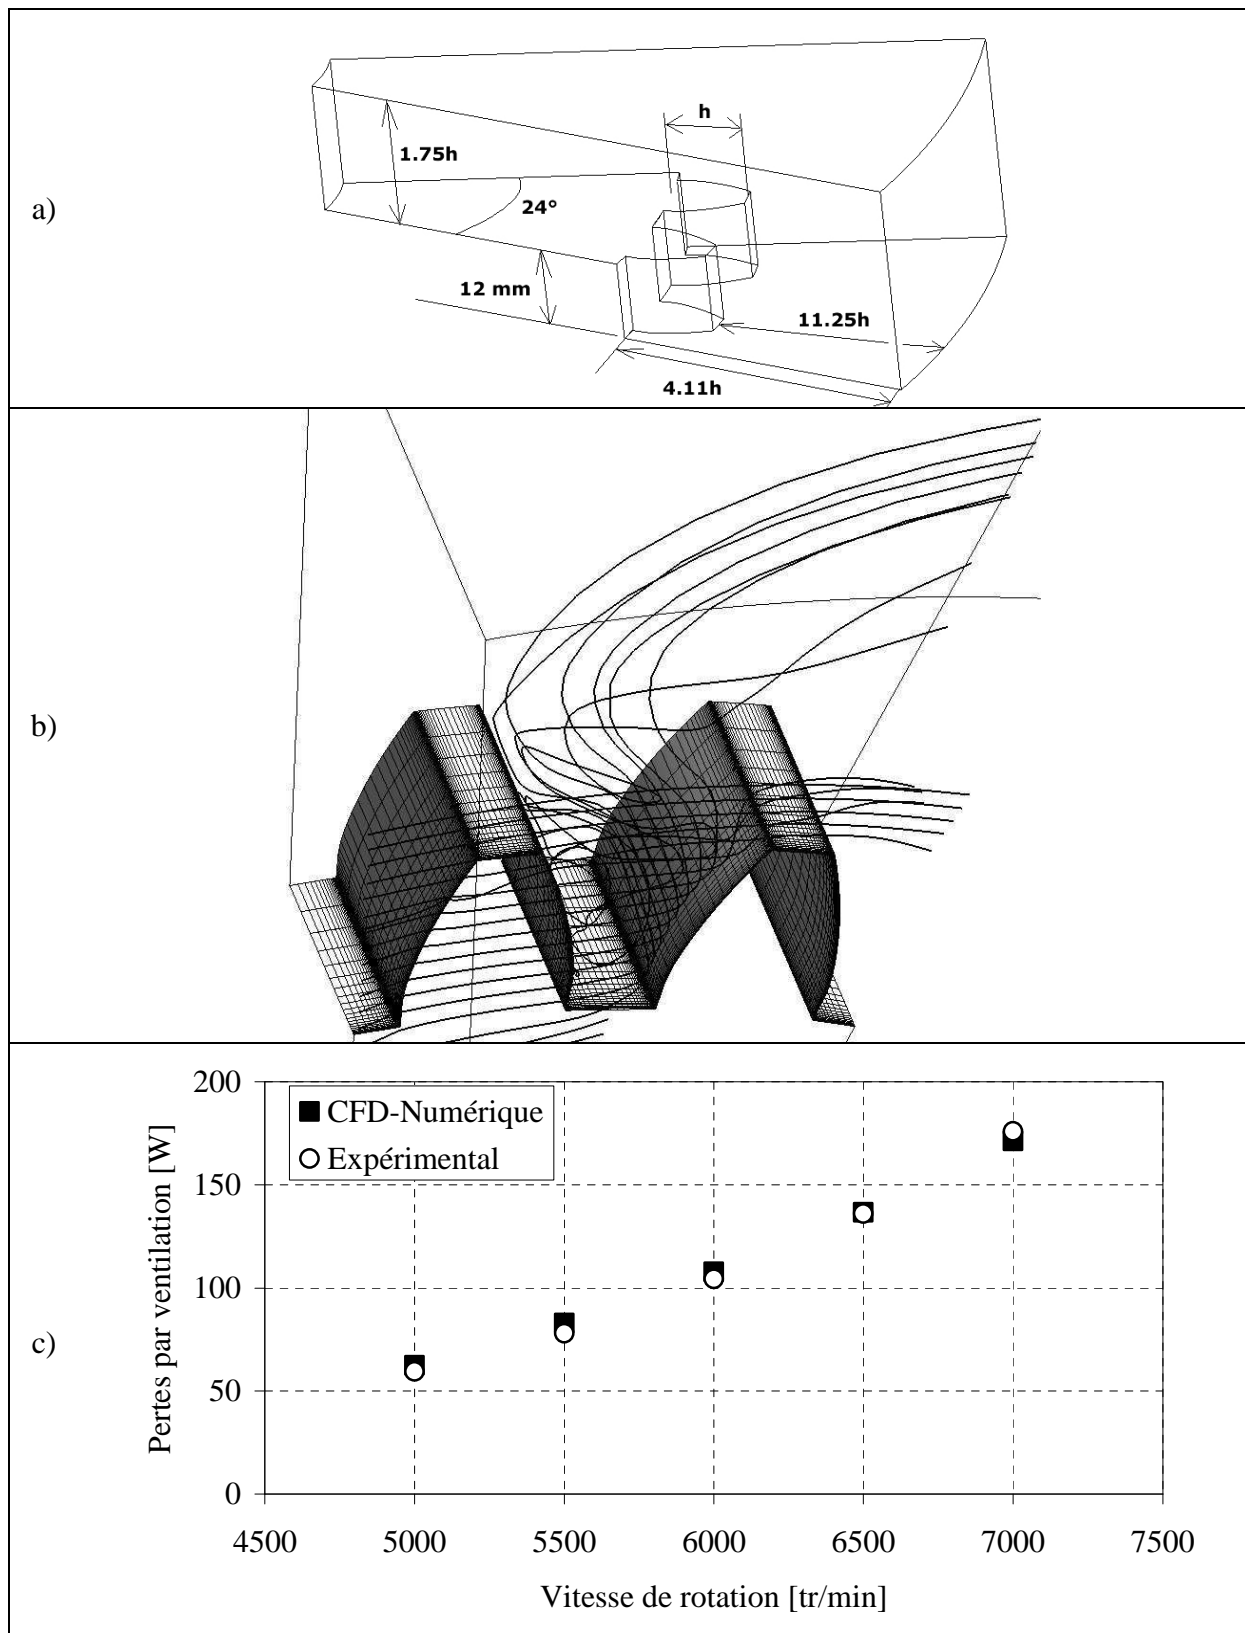 a)
h
1.75h
24°
12 mm
11.25h
4.11h
b)
c)
Pertes par ventilation [W]
200
150
100
50
0
CFD-Numérique
Expérimental
4500 5000 5500 6000 6500 7000 7500
Vitesse de rotation [tr/min]